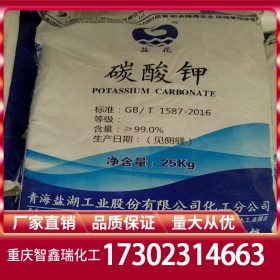 盐花
碳酸钾
POTASSIUM CARBONATE
标准：GB/T 1587-2016
等级：
含量：≥99.0%
生产日期：（见侧缝）
净含量：25Kg
青海盐湖工业股份有限公司化工分公司
厂家直销 品质保证 量大从优
重庆智鑫瑞化工 17302314663